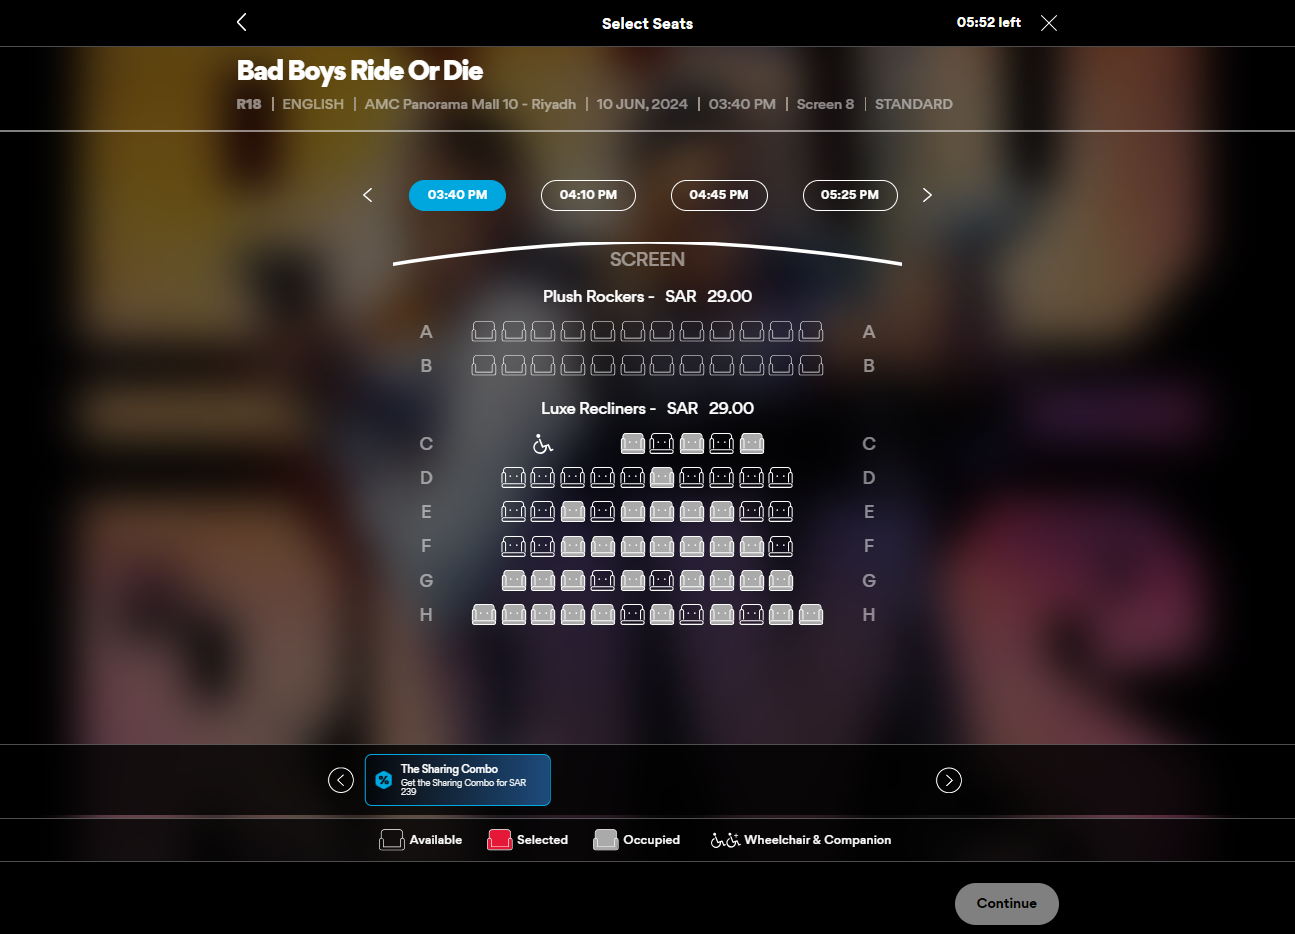 Select Seats
05:52 left
Bad Boys Ride Or Die
R18 | ENGLISH | AMC Panorama Mall 10 - Riyadh | 10 JUN, 2024 | 03:40 PM | Screen 8 | STANDARD
03:40 PM 04:10 PM 04:45 PM 05:25 PM
SCREEN
Plush Rockers - SAR 29.00
A A
B B
Luxe Recliners - SAR 29.00
C C
D D
E E
F F
G G
H H
The Sharing Combo
Get the Sharing Combo for SAR
239
Available Selected Occupied Wheelchair & Companion
Continue